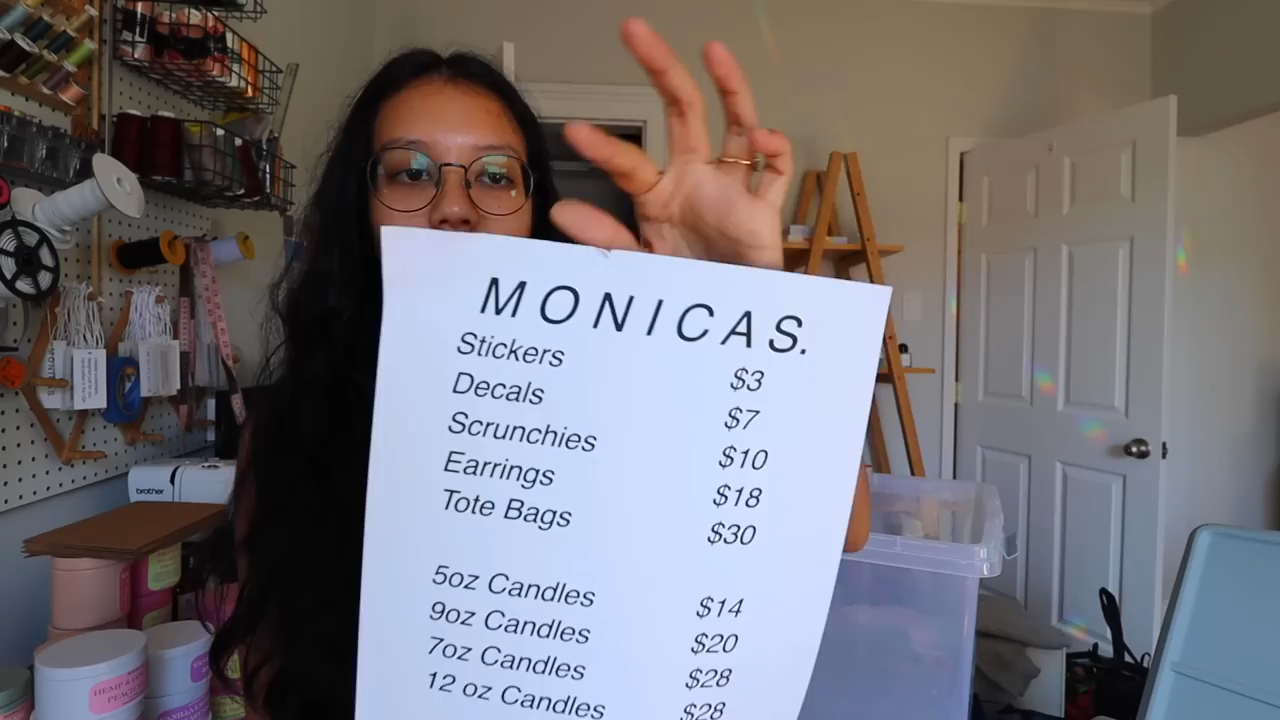 MONICAS.
Stickers $3
Decals $7
Scrunchies $10
Earrings $18
Tote Bags $30
5oz Candles $14
9oz Candles $20
7oz Candles $28
12 oz Candles $28
brother